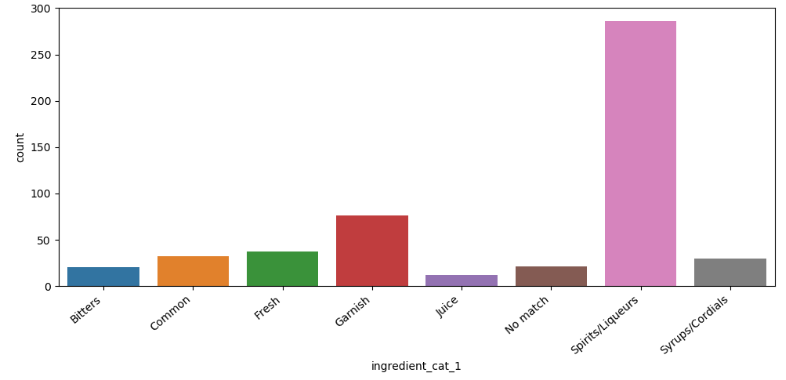 300
250
200
150
100
50
0
count
Bitters
Common
Fresh
Garnish
Juice
No match
Spirits/Liqueurs
Syrups/Cordials
ingredient_cat_1